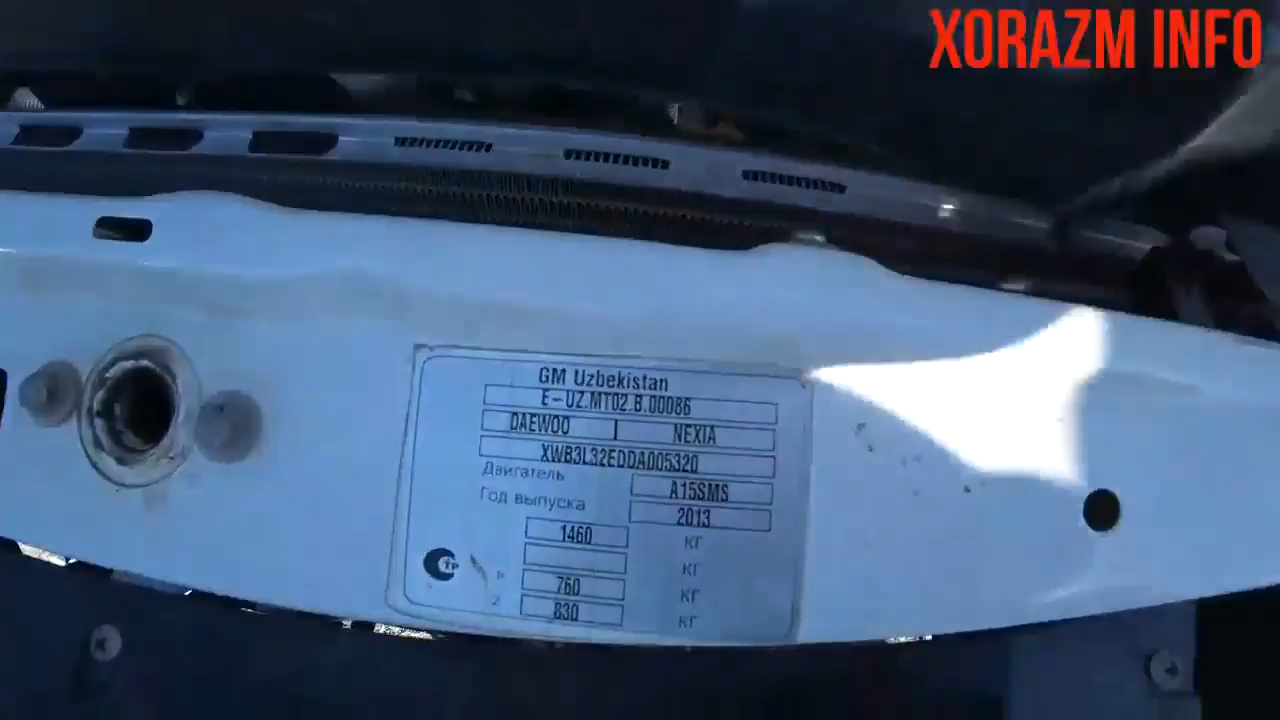 XORAZM INFO
GM Uzbekistan
E-UZ.MT02.B.00086
DAEWOO NEXIA
XWB3L32EDDA005320
Двигатель A15SMS
Год выпуска 2013
1460 КГ
КГ
760 КГ
2 830 КГ